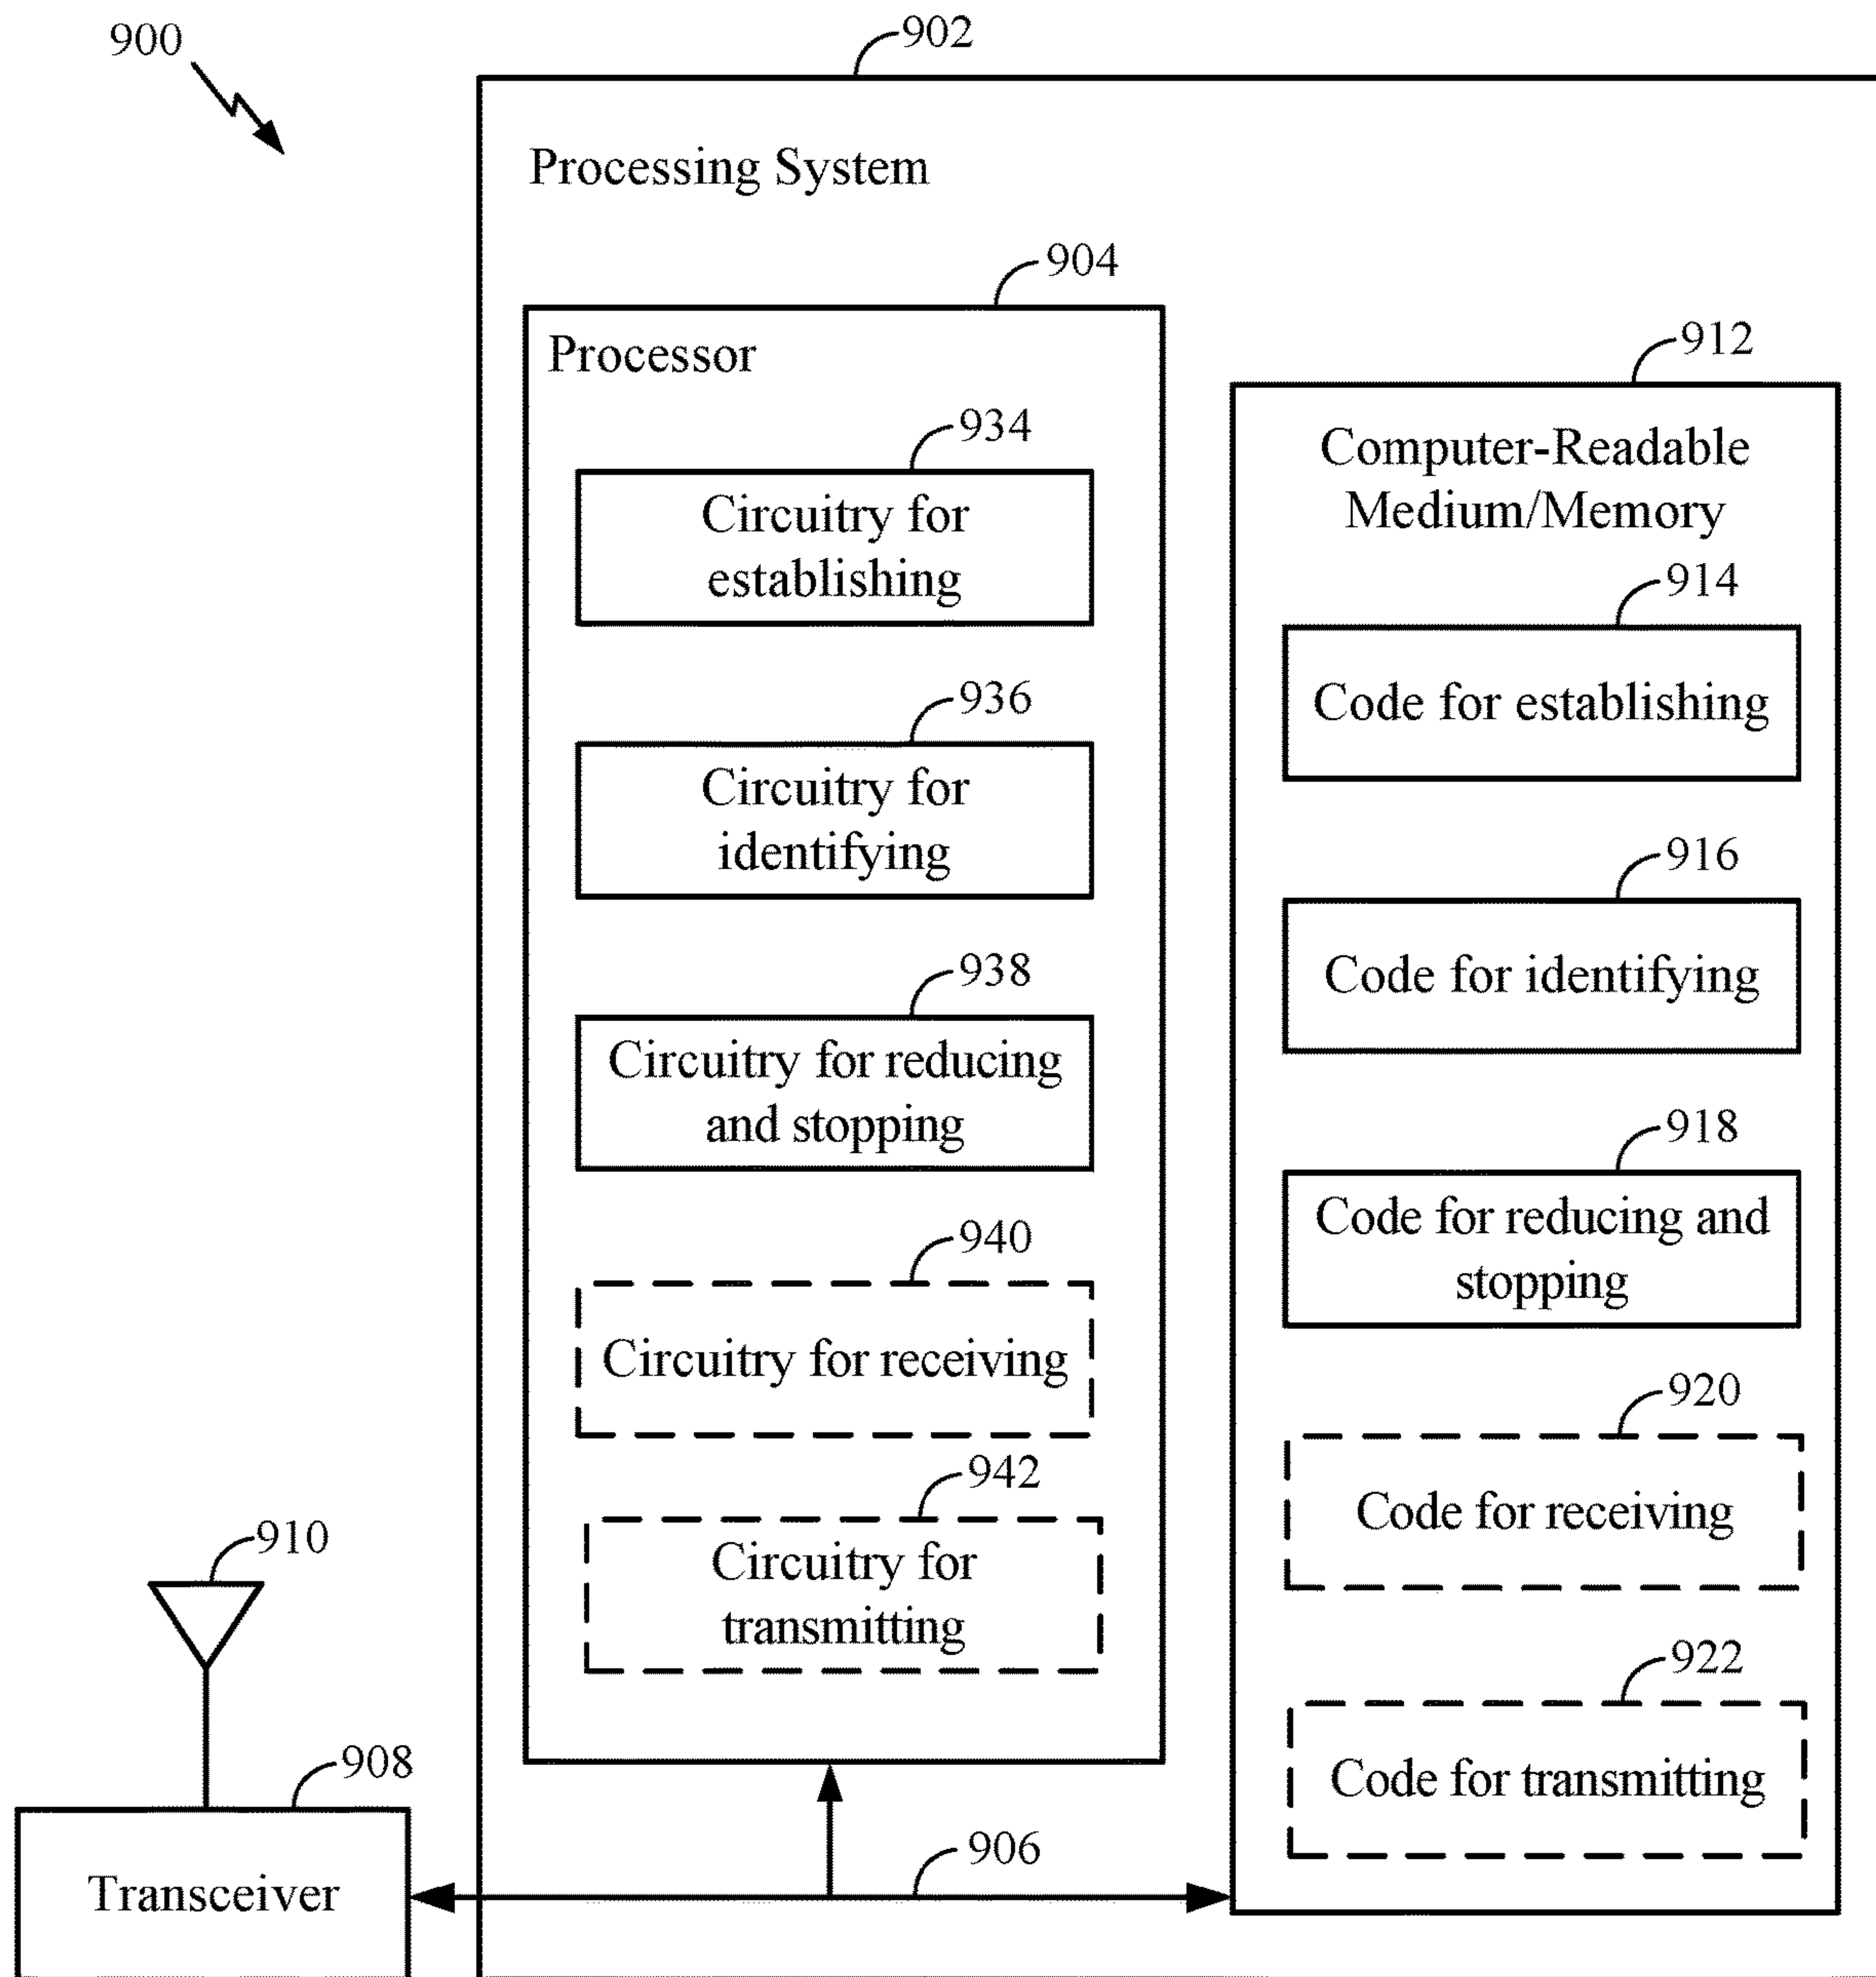 900
902
Processing System
904
Processor
934
Circuitry for
establishing
936
Circuitry for
identifying
938
Circuitry for reducing
and stopping
940
Circuitry for receiving
942
Circuitry for
transmitting
912
Computer-Readable
Medium/Memory
914
Code for establishing
916
Code for identifying
918
Code for reducing and
stopping
920
Code for receiving
922
Code for transmitting
910
908
Transceiver
906